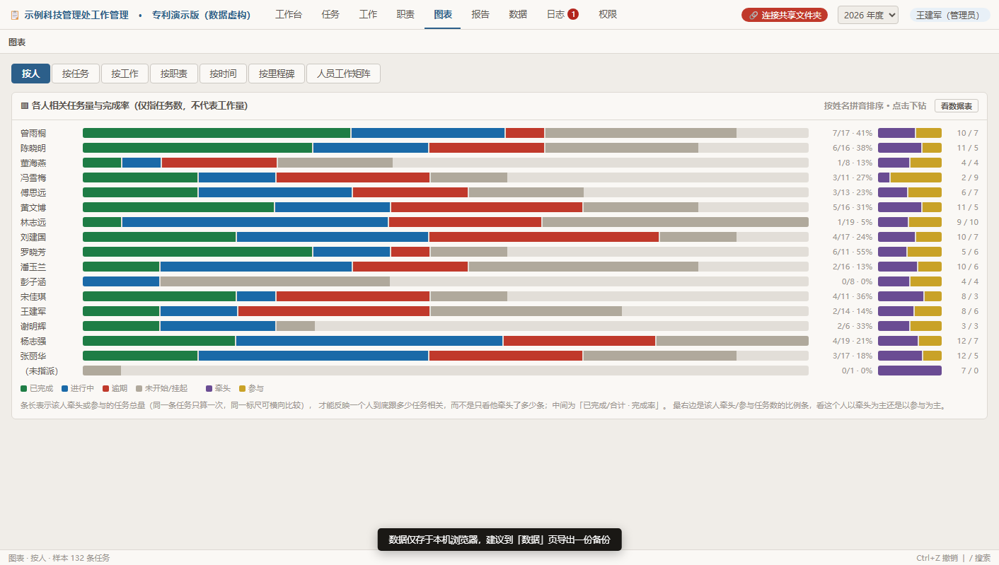 示例科技管理处工作管理 • 专利演示版（数据虚构） 工作台 任务 工作 职责 图表 报告 数据 日志 1 权限 连接共享文件夹 2026 年度 王建军（管理员）
图表
按人 按任务 按工作 按职责 按时间 按里程碑 人员工作矩阵
各人相关任务量与完成率（仅指任务数，不代表工作量） 按姓名拼音排序 • 点击下钻 看数据表
曾雨桐 7/17 · 41% 10 / 7
陈晓明 6/16 · 38% 11 / 5
董海燕 1/8 · 13% 4 / 4
冯雪梅 3/11 · 27% 2 / 9
傅思远 3/13 · 23% 6 / 7
黄文博 5/16 · 31% 11 / 5
林志远 1/19 · 5% 9 / 10
刘建国 4/17 · 24% 10 / 7
罗晓芳 6/11 · 55% 5 / 6
潘玉兰 2/16 · 13% 10 / 6
彭子涵 0/8 · 0% 4 / 4
宋佳琪 4/11 · 36% 8 / 3
王建军 2/14 · 14% 8 / 6
谢明辉 2/6 · 33% 3 / 3
杨志强 4/19 · 21% 12 / 7
张丽华 3/17 · 18% 12 / 5
（未指派） 0/1 · 0% 7 / 0
已完成 进行中 逾期 未开始/挂起 牵头 参与
条长表示该人牵头或参与的任务总量（同一条任务只算一次，同一标尺可横向比较）， 才能反映一个人到底跟多少任务相关，而不是只看他牵头了多少条；中间为「已完成/合计 · 完成率」。 最右边是该人牵头/参与任务数的比例条，看这个人以牵头为主还是以参与为主。
数据仅存于本机浏览器，建议到「数据」页导出一份备份
图表 · 按人 · 样本 132 条任务 Ctrl+Z 撤销 | / 搜索